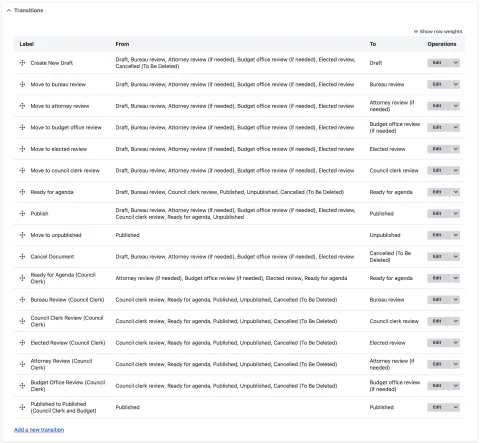 Transitions
Show row weights
Label From To Operations
Create New Draft Draft, Bureau review, Attorney review (if needed), Budget office review (if needed), Elected review, Draft Edit
Cancelled (To Be Deleted)
Move to bureau review Draft, Bureau review, Attorney review (if needed), Budget office review (if needed), Elected review Bureau review Edit
Move to attorney review Draft, Bureau review, Attorney review (if needed), Budget office review (if needed), Elected review Attorney review (if Edit
needed)
Move to budget office review Draft, Bureau review, Attorney review (if needed), Budget office review (if needed), Elected review Budget office review Edit
(if needed)
Move to elected review Draft, Bureau review, Attorney review (if needed), Budget office review (if needed), Elected review Elected review Edit
Move to council clerk review Draft, Bureau review, Attorney review (if needed), Budget office review (if needed), Elected review Council clerk review Edit
Ready for agenda Draft, Bureau review, Council clerk review, Published, Unpublished, Cancelled (To Be Deleted) Ready for agenda Edit
Publish Draft, Bureau review, Attorney review (if needed), Budget office review (if needed), Elected review, Published Edit
Council clerk review, Ready for agenda, Unpublished
Move to unpublished Published Unpublished Edit
Cancel Document Draft, Bureau review, Attorney review (if needed), Budget office review (if needed), Elected review Cancelled (To Be Edit
Deleted)
Ready for Agenda (Council Attorney review (if needed), Budget office review (if needed), Elected review, Ready for agenda Ready for agenda Edit
Clerk)
Bureau Review (Council Clerk) Council clerk review, Ready for agenda, Published, Unpublished, Cancelled (To Be Deleted) Bureau review Edit
Council Clerk Review (Council Council clerk review, Ready for agenda, Published, Unpublished, Cancelled (To Be Deleted) Council clerk review Edit
Clerk)
Elected Review (Council Clerk) Council clerk review, Ready for agenda, Published, Unpublished, Cancelled (To Be Deleted) Elected review Edit
Attorney Review (Council Council clerk review, Ready for agenda, Published, Unpublished, Cancelled (To Be Deleted) Attorney review (if Edit
Clerk) needed)
Budget Office Review (Council Council clerk review, Ready for agenda, Published, Unpublished, Cancelled (To Be Deleted) Budget office review Edit
Clerk) (if needed)
Published to Published Published Published Edit
(Council Clerk and Budget)
Add a new transition